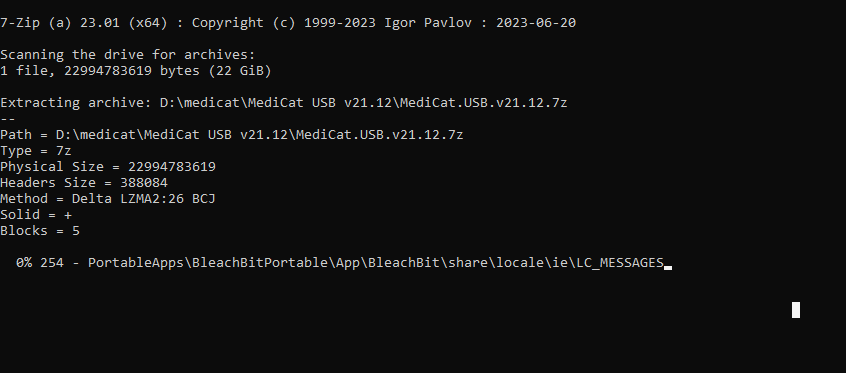 7-Zip (a) 23.01 (x64) : Copyright (c) 1999-2023 Igor Pavlov : 2023-06-20
Scanning the drive for archives:
1 file, 22994783619 bytes (22 GiB)
Extracting archive: D:\medicat\MediCat USB v21.12\MediCat.USB.v21.12.7z
--
Path = D:\medicat\MediCat USB v21.12\MediCat.USB.v21.12.7z
Type = 7z
Physical Size = 22994783619
Headers Size = 388084
Method = Delta LZMA2:26 BCJ
Solid = +
Blocks = 5
0% 254 - PortableApps\BleachBitPortable\App\BleachBit\share\locale\ie\LC_MESSAGES